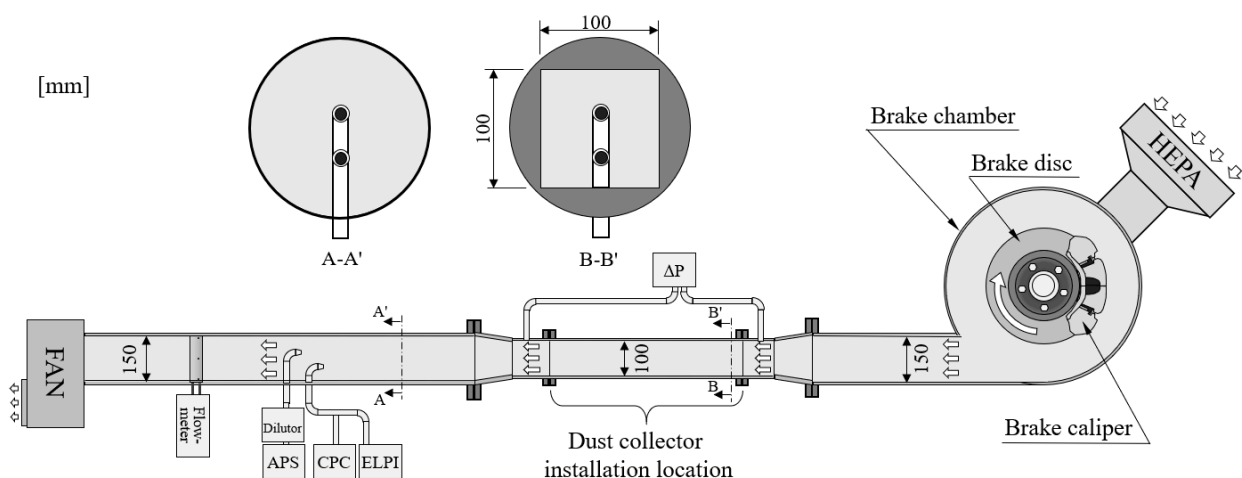 [mm]
100
100
A-A'
B-B'
Brake chamber
Brake disc
HEPA
ΔP
A'
B'
FAN
150
100
150
A
B
Flow-
meter
Dilutor
APS
CPC
ELPI
Dust collector
installation location
Brake caliper